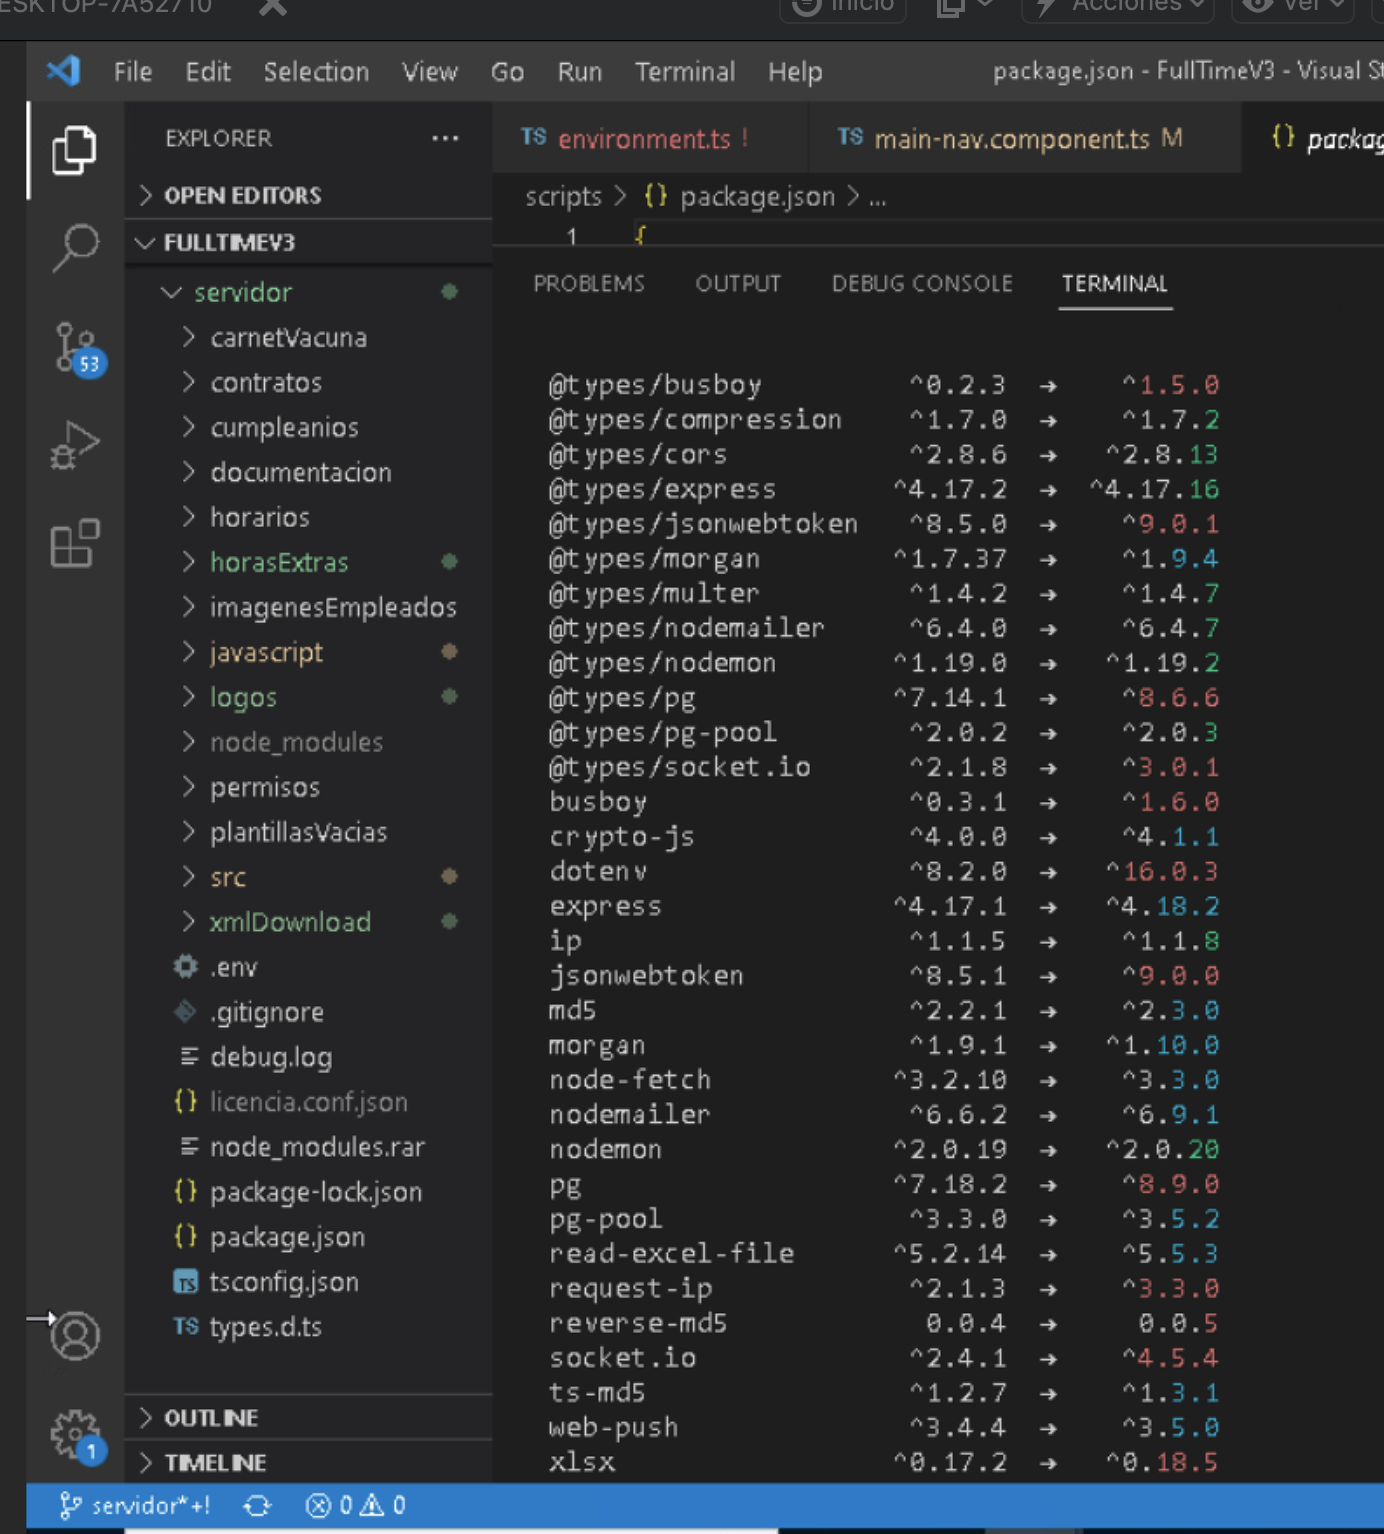 ESKTOP-7A52710
Inicio
Acciones
Ver
File Edit Selection View Go Run Terminal Help
package.json - FullTimeV3 - Visual St
EXPLORER ...
OPEN EDITORS
FULLTIMEV3
servidor
carnetVacuna
contratos
cumpleanios
documentacion
horarios
horasExtras
imagenesEmpleados
javascript
logos
node_modules
permisos
plantillasVacias
src
xmlDownload
.env
.gitignore
debug.log
{} licencia.conf.json
node_modules.rar
{} package-lock.json
{} package.json
TS tsconfig.json
TS types.d.ts
OUTLINE
TIMELINE
53
1
TS environment.ts !
TS main-nav.component.ts M
{} packag
scripts > {} package.json > ...
1 {
PROBLEMS OUTPUT DEBUG CONSOLE TERMINAL
@types/busboy ^0.2.3 → ^1.5.0
@types/compression ^1.7.0 → ^1.7.2
@types/cors ^2.8.6 → ^2.8.13
@types/express ^4.17.2 → ^4.17.16
@types/jsonwebtoken ^8.5.0 → ^9.0.1
@types/morgan ^1.7.37 → ^1.9.4
@types/multer ^1.4.2 → ^1.4.7
@types/nodemailer ^6.4.0 → ^6.4.7
@types/nodemon ^1.19.0 → ^1.19.2
@types/pg ^7.14.1 → ^8.6.6
@types/pg-pool ^2.0.2 → ^2.0.3
@types/socket.io ^2.1.8 → ^3.0.1
busboy ^0.3.1 → ^1.6.0
crypto-js ^4.0.0 → ^4.1.1
dotenv ^8.2.0 → ^16.0.3
express ^4.17.1 → ^4.18.2
ip ^1.1.5 → ^1.1.8
jsonwebtoken ^8.5.1 → ^9.0.0
md5 ^2.2.1 → ^2.3.0
morgan ^1.9.1 → ^1.10.0
node-fetch ^3.2.10 → ^3.3.0
nodemailer ^6.6.2 → ^6.9.1
nodemon ^2.0.19 → ^2.0.20
pg ^7.18.2 → ^8.9.0
pg-pool ^3.3.0 → ^3.5.2
read-excel-file ^5.2.14 → ^5.5.3
request-ip ^2.1.3 → ^3.3.0
reverse-md5 0.0.4 → 0.0.5
socket.io ^2.4.1 → ^4.5.4
ts-md5 ^1.2.7 → ^1.3.1
web-push ^3.4.4 → ^3.5.0
xlsx ^0.17.2 → ^0.18.5
servidor*+! 0 0